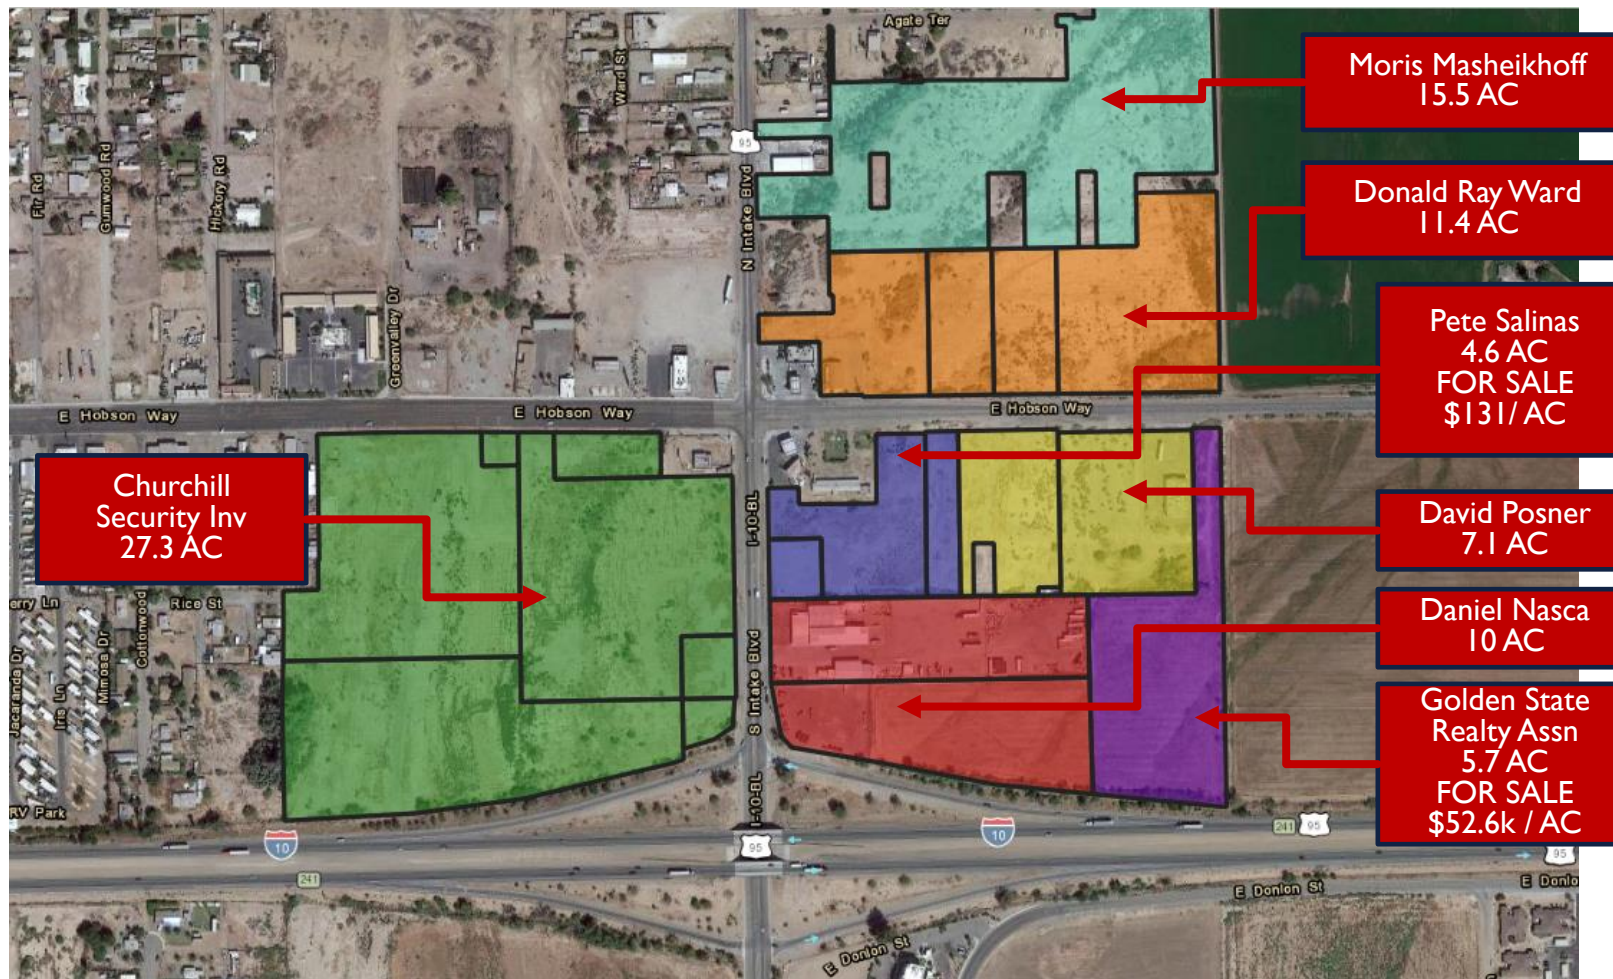 Agate Ter
Moris Masheikhoff
15.5 AC
Ward St
95
Fir Rd
Gumwood Rd
Hickory Rd
N Intake Blvd
Donald Ray Ward
11.4 AC
Greenvalley Dr
Pete Salinas
4.6 AC
FOR SALE
$131/ AC
E Hobson Way
E Hobson Way
E Hobson Way
Churchill
Security Inv
27.3 AC
I-10-BL
David Posner
7.1 AC
erry Ln
Rice St
Cottonwood
Mimosa Dr
Iris Ln
Jacaranda Dr
S Intake Blvd
Daniel Nasca
10 AC
Golden State
Realty Assn
5.7 AC
FOR SALE
$52.6k / AC
RV Park
I-10-BL
10
95
10
241
95
95
241
E Donlon St
E Donlo
E Donlon St